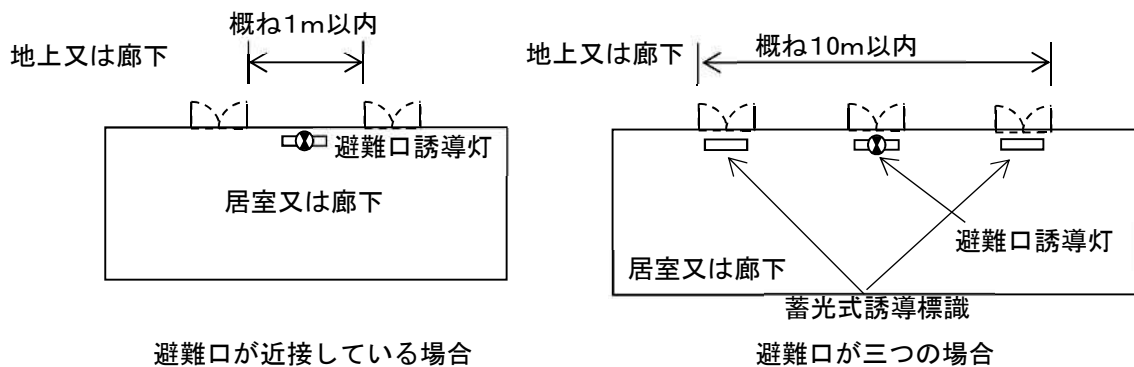 概ね1m以内
地上又は廊下
避難口誘導灯
居室又は廊下
避難口が近接している場合
概ね10m以内
地上又は廊下
避難口誘導灯
居室又は廊下
蓄光式誘導標識
避難口が三つの場合